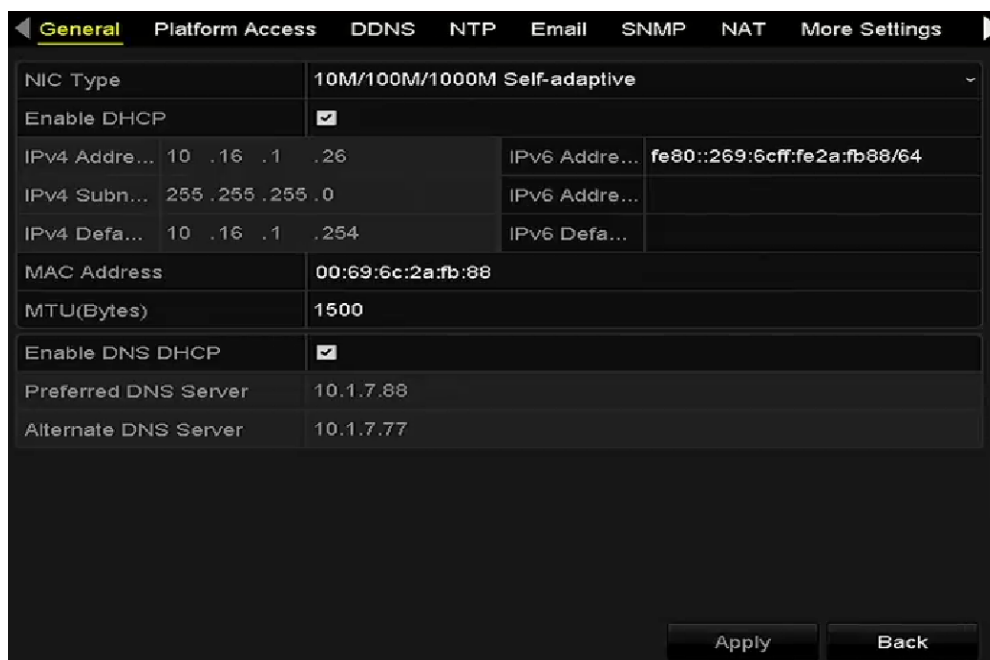 General Platform Access DDNS NTP Email SNMP NAT More Settings
NIC Type 10M/100M/1000M Self-adaptive
Enable DHCP
IPv4 Addre... 10 .16 .1 .26 IPv6 Addre... fe80::269:6cff:fe2a:fb88/64
IPv4 Subn... 255.255.255.0 IPv6 Addre...
IPv4 Defa... 10 .16 .1 .254 IPv6 Defa...
MAC Address 00:69:6c:2a:fb:88
MTU(Bytes) 1500
Enable DNS DHCP
Preferred DNS Server 10.1.7.88
Alternate DNS Server 10.1.7.77
Apply Back